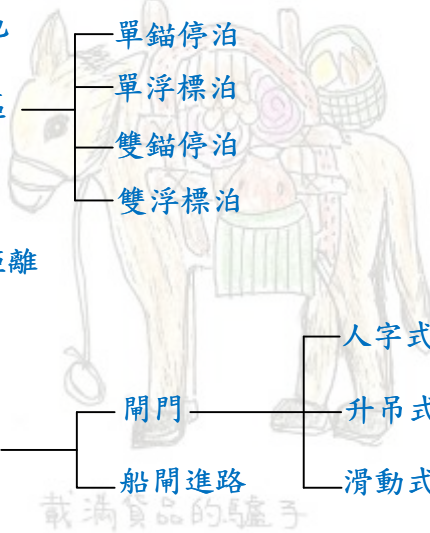 單錨停泊
單浮標泊
雙錨停泊
雙浮標泊
距離
人字式
閘門
升吊式
船閘進路
滑動式
載滿貨品的驢子